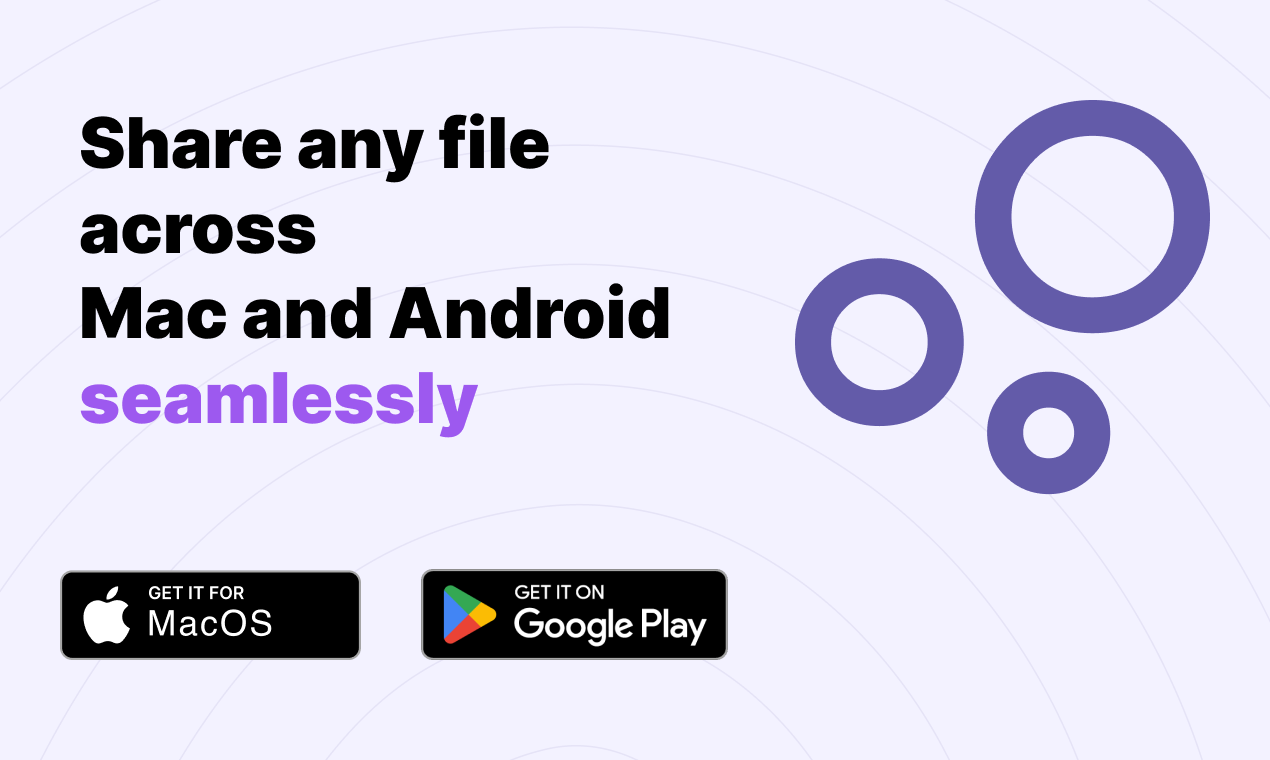 Share any file
across
Mac and Android
seamlessly
GET IT FOR
MacOS
GET IT ON
Google Play